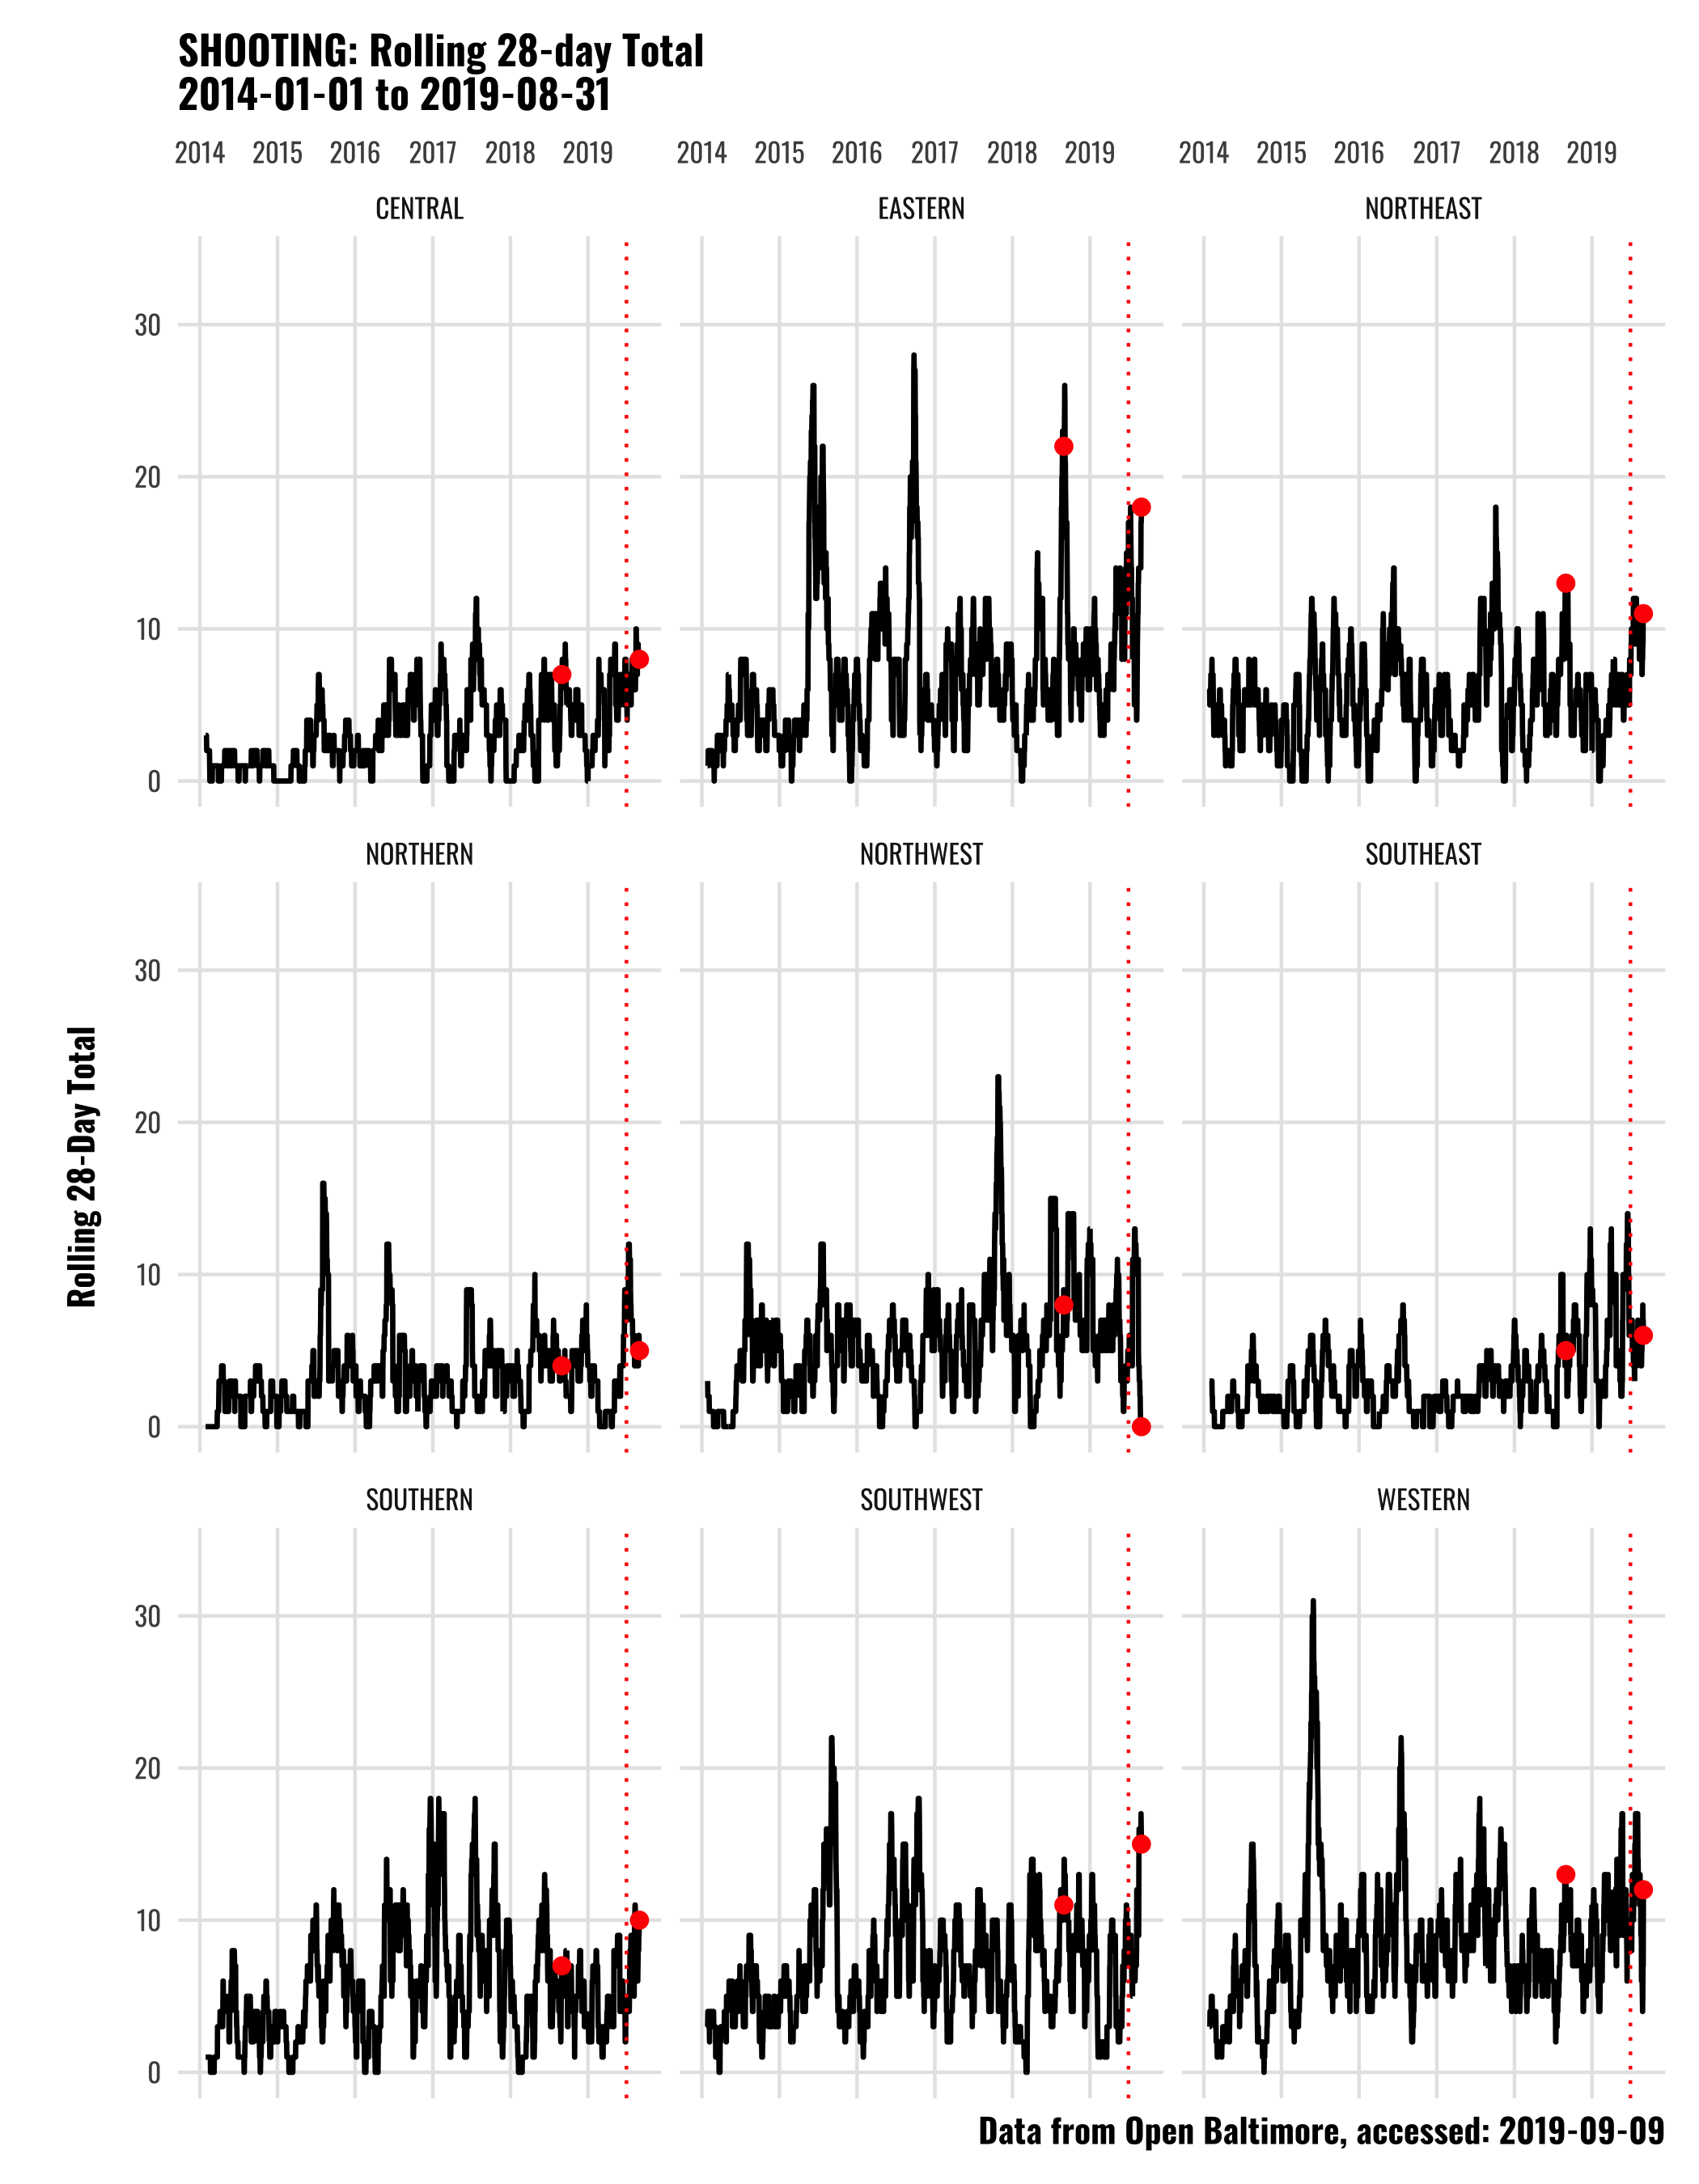 SHOOTING: Rolling 28-day Total
2014-01-01 to 2019-08-31
2014 2015 2016 2017 2018 2019 2014 2015 2016 2017 2018 2019 2014 2015 2016 2017 2018 2019
CENTRAL EASTERN NORTHEAST
30
20
10
0
NORTHERN NORTHWEST SOUTHEAST
30
20
10
0
Rolling 28-Day Total
SOUTHERN SOUTHWEST WESTERN
30
20
10
0
Data from Open Baltimore, accessed: 2019-09-09